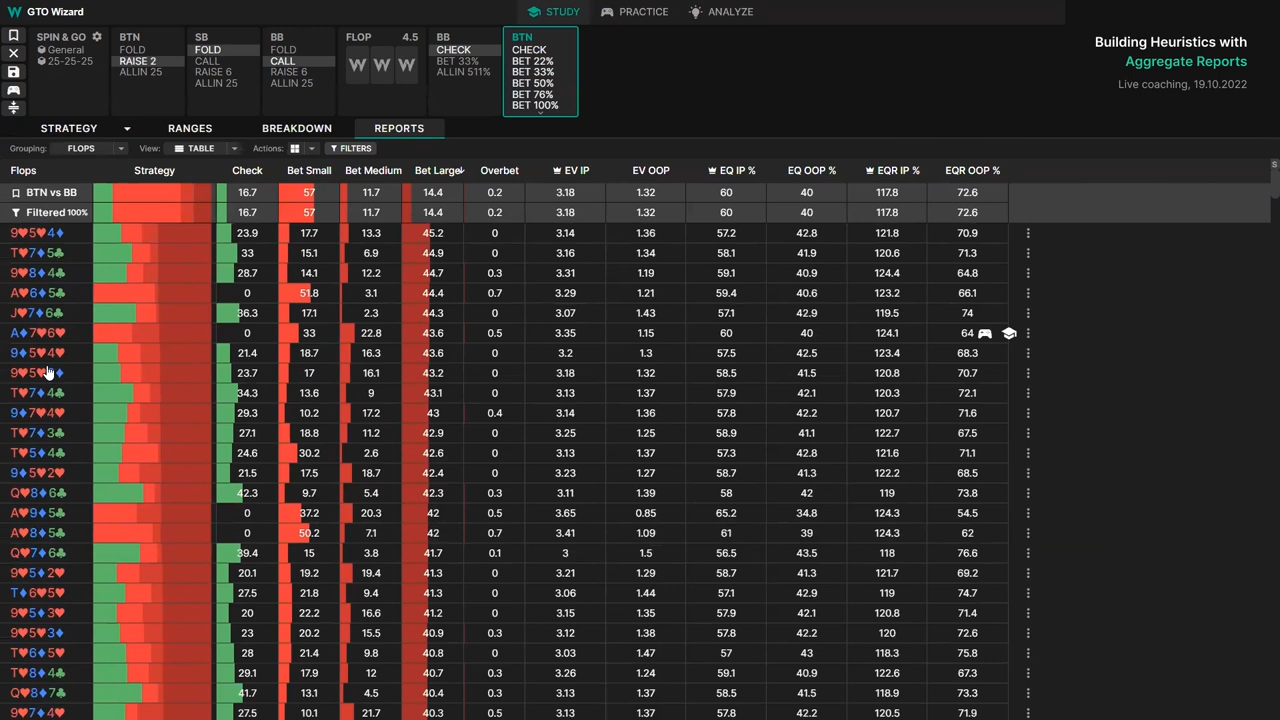 GTO Wizard
STUDY
PRACTICE
ANALYZE
SPIN & GO
General
25-25-25
BTN
FOLD
RAISE 2
ALLIN 25
SB
FOLD
CALL
RAISE 6
ALLIN 25
BB
FOLD
CALL
RAISE 6
ALLIN 25
FLOP 4.5
BB
CHECK
BET 33%
ALLIN 511%
BTN
CHECK
BET 22%
BET 33%
BET 50%
BET 76%
BET 100%
Building Heuristics with
Aggregate Reports
Live coaching, 19.10.2022
STRATEGY RANGES BREAKDOWN REPORTS
Grouping: FLOPS View: TABLE Actions: FILTERS
Flops Strategy Check Bet Small Bet Medium Bet Large Overbet EV IP EV OOP EQ IP % EQ OOP % EQR IP % EQR OOP %
BTN vs BB 16.7 57 11.7 14.4 0.2 3.18 1.32 60 40 117.8 72.6
Filtered 100% 16.7 57 11.7 14.4 0.2 3.18 1.32 60 40 117.8 72.6
9♥5♥4♦ 23.9 17.7 13.3 45.2 0 3.14 1.36 57.2 42.8 121.8 70.9
T♥7♦5♣ 33 15.1 6.9 44.9 0 3.16 1.34 58.1 41.9 120.6 71.3
9♥8♦4♣ 28.7 14.1 12.2 44.7 0.3 3.31 1.19 59.1 40.9 124.4 64.8
A♥6♦5♣ 0 51.8 3.1 44.4 0.7 3.29 1.21 59.4 40.6 123.2 66.1
J♥7♦6♣ 36.3 17.1 2.3 44.3 0 3.07 1.43 57.1 42.9 119.5 74
A♦7♥6♥ 0 33 22.8 43.6 0.5 3.35 1.15 60 40 124.1 64
9♦5♥4♥ 21.4 18.7 16.3 43.6 0 3.2 1.3 57.5 42.5 123.4 68.3
9♥5♥ ♦ 23.7 17 16.1 43.2 0 3.18 1.32 58.5 41.5 120.8 70.7
T♥7♦4♣ 34.3 13.6 9 43.1 0 3.13 1.37 57.9 42.1 120.3 72.1
9♦7♥4♥ 29.3 10.2 17.2 43 0.4 3.14 1.36 57.8 42.2 120.7 71.6
T♥7♦3♣ 27.1 18.8 11.2 42.9 0 3.25 1.25 58.9 41.1 122.7 67.5
T♥5♦4♣ 24.6 30.2 2.6 42.6 0 3.13 1.37 57.3 42.8 121.6 71.1
9♦5♥2♥ 21.5 17.5 18.7 42.4 0 3.23 1.27 58.7 41.3 122.2 68.5
Q♥8♦6♣ 42.3 9.7 5.4 42.3 0.3 3.11 1.39 58 42 119 73.8
A♥9♦5♣ 0 37.2 20.3 42 0.5 3.65 0.85 65.2 34.8 124.3 54.5
A♥8♦5♣ 0 50.2 7.1 42 0.7 3.41 1.09 61 39 124.3 62
Q♥7♦6♣ 39.4 15 3.8 41.7 0.1 3 1.5 56.5 43.5 118 76.6
9♥5♦2♥ 20.1 19.2 19.4 41.3 0 3.21 1.29 58.7 41.3 121.7 69.2
T♦6♥5♥ 27.5 21.8 9.4 41.3 0 3.06 1.44 57.1 42.9 119 74.7
9♥5♦3♥ 20 22.2 16.6 41.2 0 3.15 1.35 57.9 42.1 120.8 71.4
9♥5♥3♦ 23 20.2 15.5 40.9 0.3 3.12 1.38 57.8 42.2 120 72.6
T♥6♦5♥ 28 21.4 9.8 40.8 0 3.03 1.47 57 43 118.3 75.8
T♥8♦4♣ 29.1 17.9 12 40.7 0.3 3.26 1.24 59.1 40.9 122.6 67.3
Q♥8♦7♣ 41.7 13.1 4.5 40.4 0.3 3.13 1.37 58.5 41.5 118.9 73.3
9♥7♦4♥ 27.5 10.1 21.7 40.3 0.5 3.13 1.37 57.8 42.2 120.5 71.9